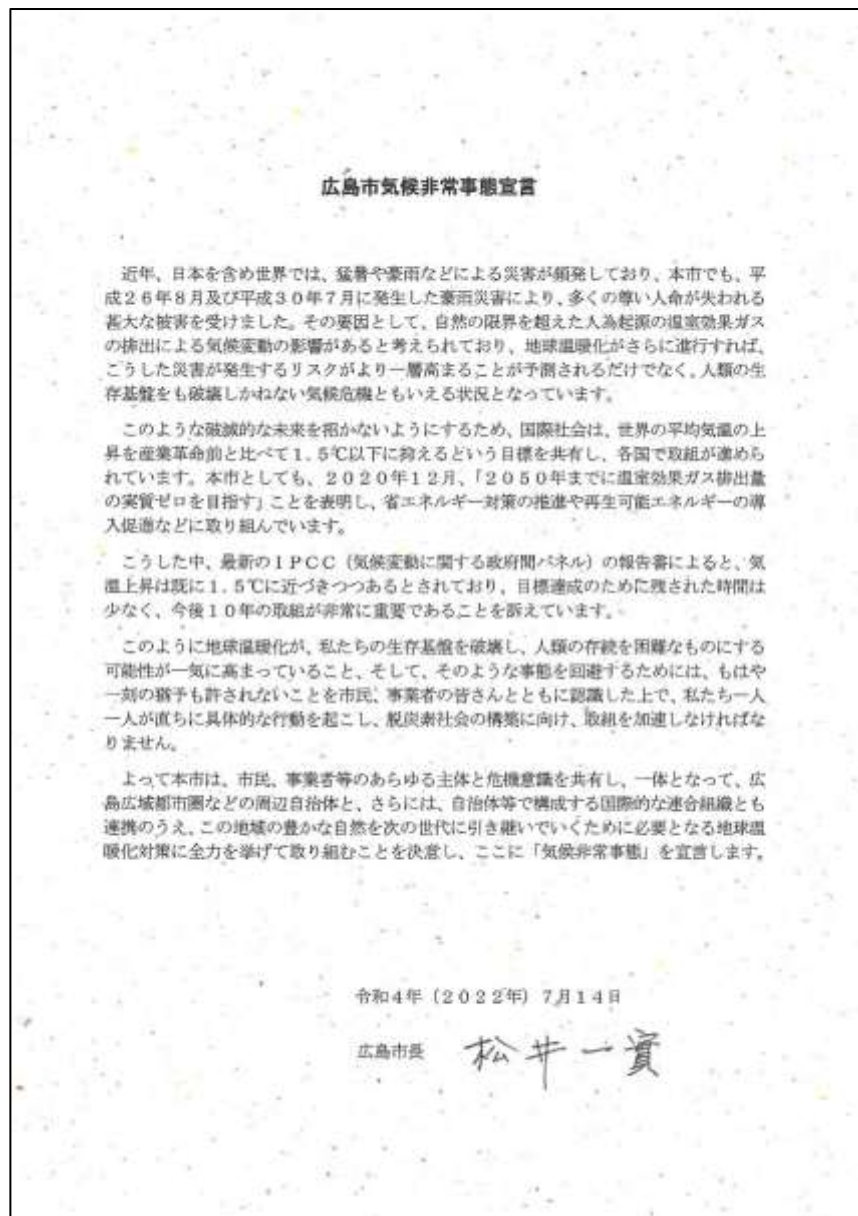 広島市気候非常事態宣言
近年、日本を含め世界では、猛暑や豪雨などによる災害が頻発しており、本市でも、平
成26年8月及び平成30年7月に発生した豪雨災害により、多くの尊い人命が失われる
甚大な被害を受けました。その要因として、自然の限界を超えた人為起源の温室効果ガス
の排出による気候変動の影響があると考えられており、地球温暖化がさらに進行すれば、
こうした災害が発生するリスクがより一層高まることが予測されるだけでなく、人類の生
存基盤をも破壊しかねない気候危機ともいえる状況となっています。
このような破滅的な未来を招かないようにするため、国際社会は、世界の平均気温の上
昇を産業革命前と比べて1.5℃以下に抑えるという目標を共有し、各国で取組が進めら
れています。本市としても、2020年12月、「2050年までに温室効果ガス排出量
の実質ゼロを目指す」ことを表明し、省エネルギー対策の推進や再生可能エネルギーの導
入促進などに取り組んでいます。
こうした中、最新のIPCC(気候変動に関する政府間パネル)の報告書によると、気
温上昇は既に1.5℃に近づきつつあるとされており、目標達成のために残された時間は
少なく、今後10年の取組が非常に重要であることを訴えています。
このように地球温暖化が、私たちの生存基盤を破壊し、人類の存続を困難なものにする
可能性が一気に高まっていること、そして、そのような事態を回避するためには、もはや
一刻の猶予も許されないことを市民、事業者の皆さんとともに認識した上で、私たち一人
一人が直ちに具体的な行動を起こし、脱炭素社会の構築に向け、取組を加速しなければな
りません。
よって本市は、市民、事業者等のあらゆる主体と危機意識を共有し、一体となって、広
島広域都市圏などの周辺自治体と、さらには、自治体等で構成する国際的な連合組織とも
連携のうえ、この地域の豊かな自然を次の世代に引き継いでいくために必要となる地球温
暖化対策に全力を挙げて取り組むことを決意し、ここに「気候非常事態」を宣言します。
令和4年(2022年)7月14日
広島市長 松井一實